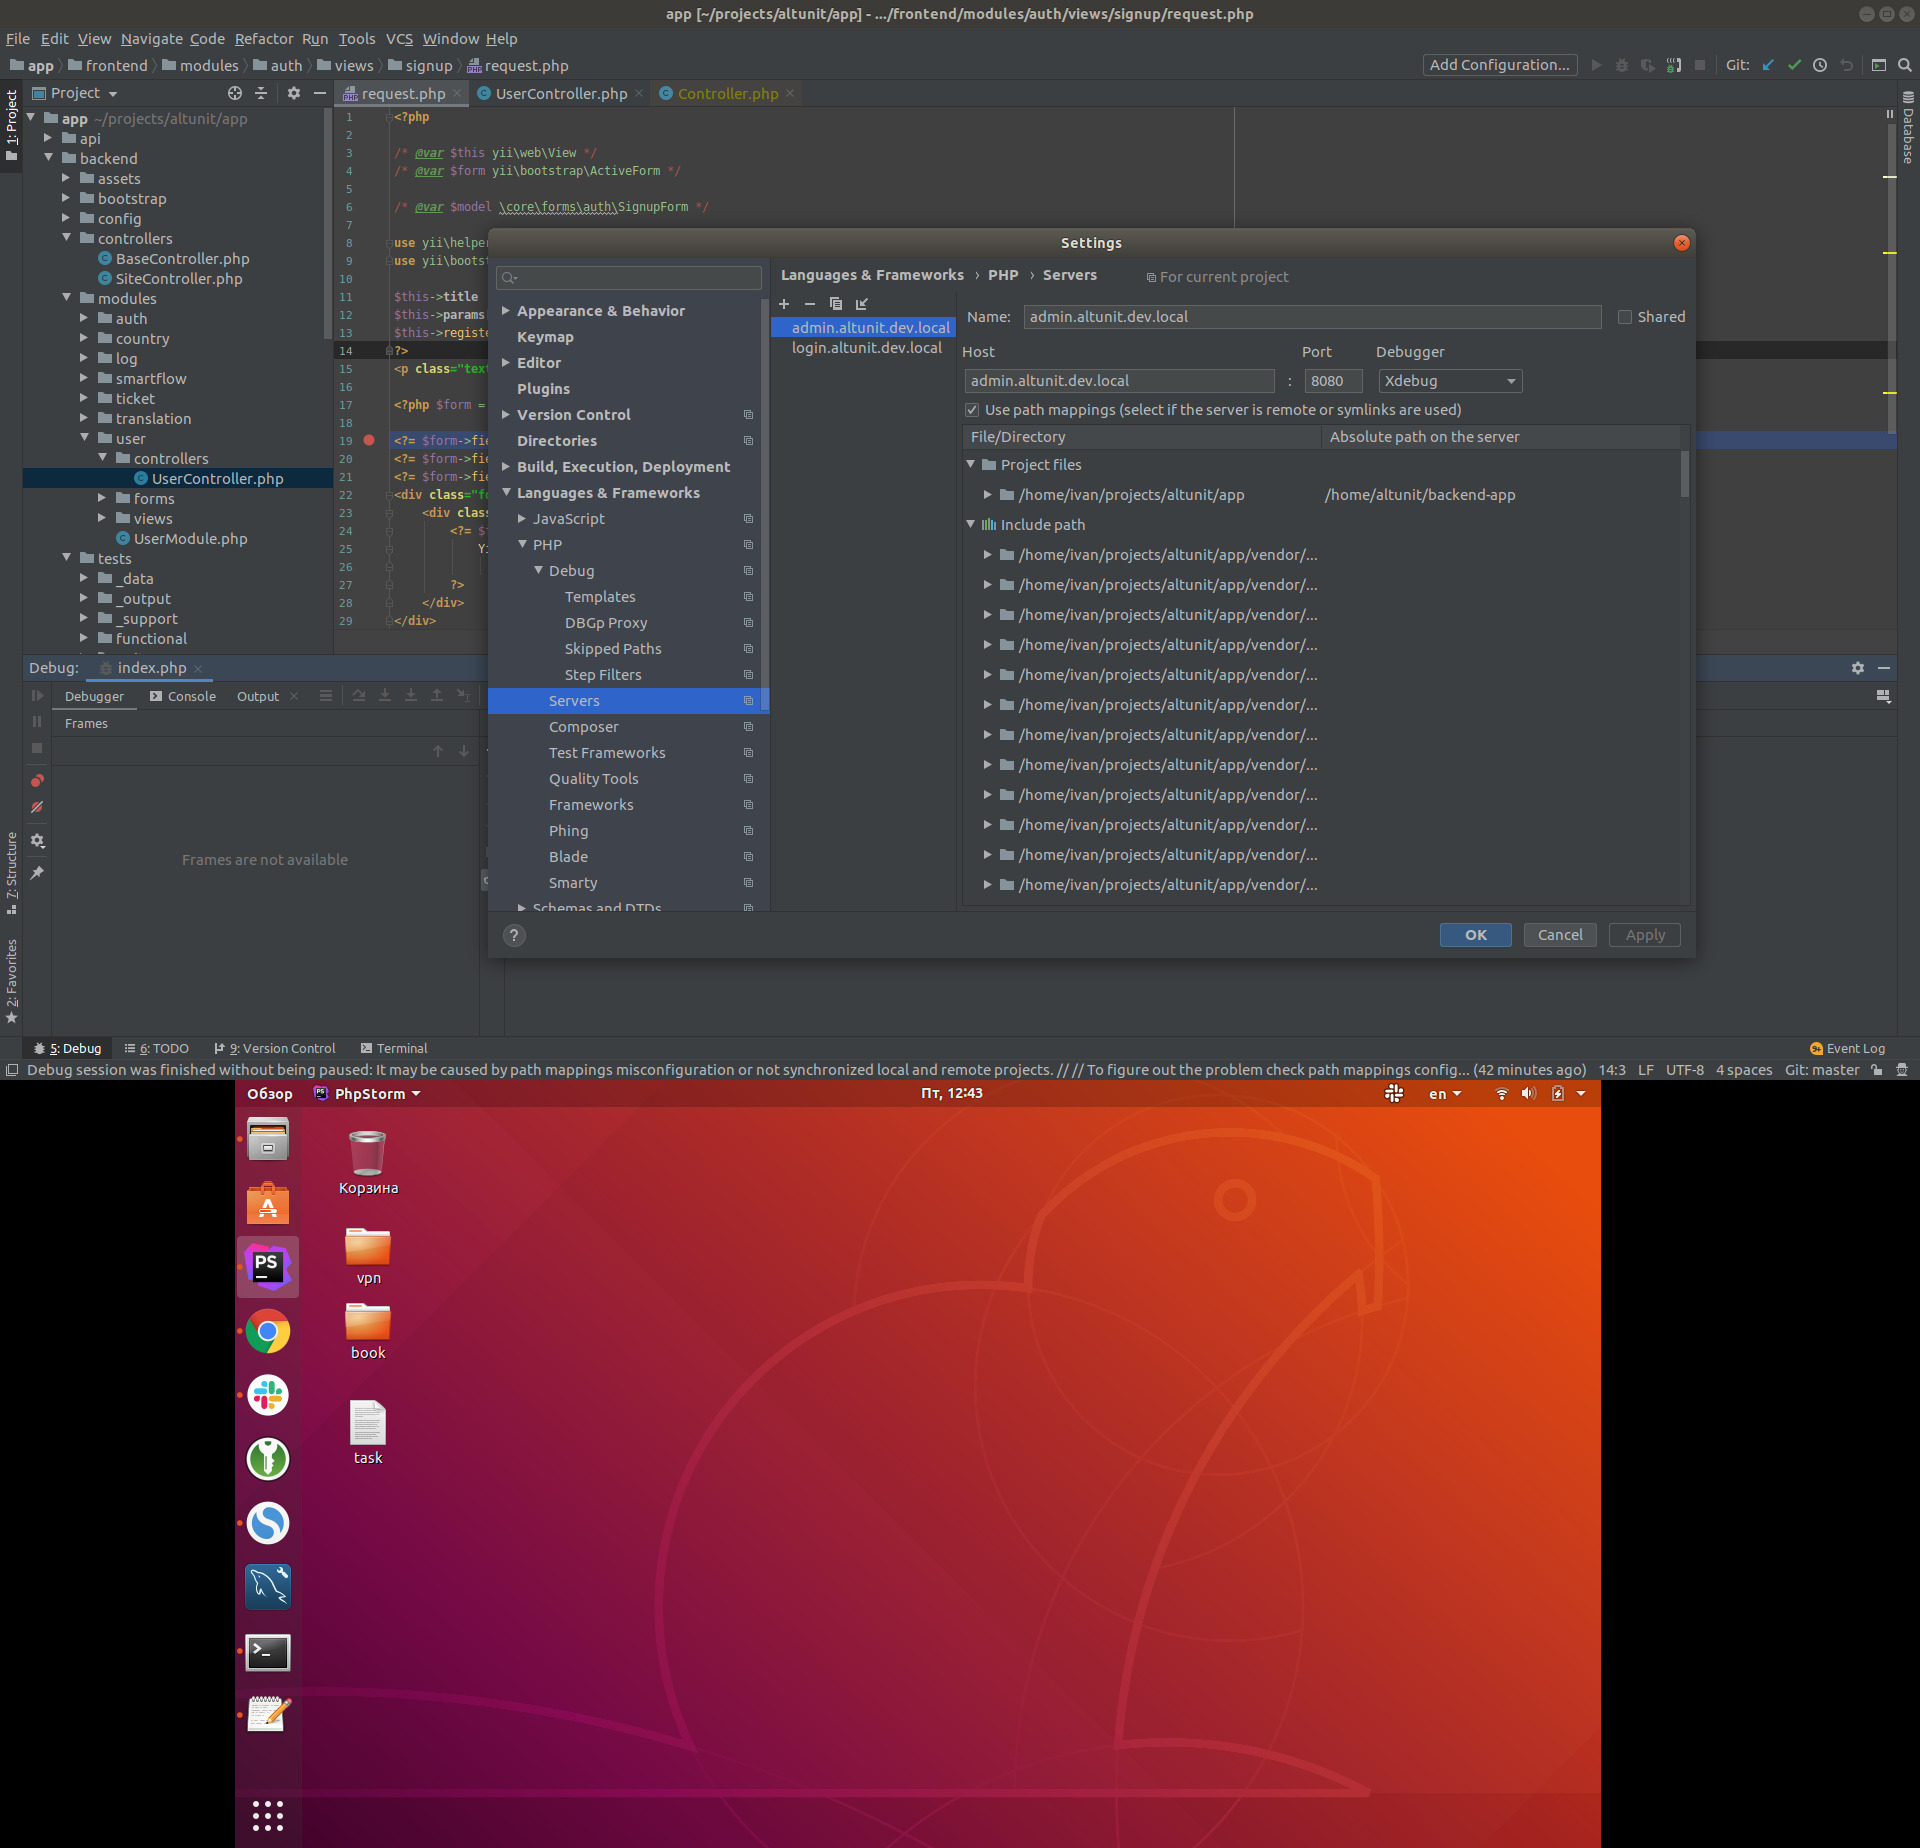 app [~/projects/altunit/app] - .../frontend/modules/auth/views/signup/request.php
File Edit View Navigate Code Refactor Run Tools VCS Window Help
app frontend modules auth views signup request.php
Add Configuration...
Git:
1: Project
Project
request.php
UserController.php
Controller.php
Database
app ~/projects/altunit/app
api
backend
assets
bootstrap
config
controllers
BaseController.php
SiteController.php
modules
auth
country
log
smartflow
ticket
translation
user
controllers
UserController.php
forms
views
UserModule.php
tests
_data
_output
_support
functional
1 <?php
2
3 /* @var $this yii\web\View */
4 /* @var $form yii\bootstrap\ActiveForm */
5
6 /* @var $model \core\forms\auth\SignupForm */
7
8 use yii\helper
9 use yii\bootst
10
11 $this->title
12 $this->params
13 $this->registe
14 ?>
15 <p class="text
16
17 <?php $form =
18
19 <?= $form->fie
20 <?= $form->fie
21 <?= $form->fie
22 <div class="fo
23 <div clas
24 <?= $
25 Yi
26
27 ?>
28 </div>
29 </div>
Settings
Appearance & Behavior
Keymap
Editor
Plugins
Version Control
Directories
Build, Execution, Deployment
Languages & Frameworks
JavaScript
PHP
Debug
Templates
DBGp Proxy
Skipped Paths
Step Filters
Servers
Composer
Test Frameworks
Quality Tools
Frameworks
Phing
Blade
Smarty
Schemas and DTDs
Languages & Frameworks › PHP › Servers
For current project
admin.altunit.dev.local
login.altunit.dev.local
Name: admin.altunit.dev.local
Shared
Host Port Debugger
admin.altunit.dev.local : 8080 Xdebug
Use path mappings (select if the server is remote or symlinks are used)
File/Directory Absolute path on the server
Project files
/home/ivan/projects/altunit/app /home/altunit/backend-app
Include path
/home/ivan/projects/altunit/app/vendor/...
/home/ivan/projects/altunit/app/vendor/...
/home/ivan/projects/altunit/app/vendor/...
/home/ivan/projects/altunit/app/vendor/...
/home/ivan/projects/altunit/app/vendor/...
/home/ivan/projects/altunit/app/vendor/...
/home/ivan/projects/altunit/app/vendor/...
/home/ivan/projects/altunit/app/vendor/...
/home/ivan/projects/altunit/app/vendor/...
/home/ivan/projects/altunit/app/vendor/...
/home/ivan/projects/altunit/app/vendor/...
/home/ivan/projects/altunit/app/vendor/...
?
OK Cancel Apply
Debug: index.php
Debugger Console Output
Frames
Frames are not available
7: Structure
2: Favorites
5: Debug 6: TODO 9: Version Control Terminal
Event Log
Debug session was finished without being paused: It may be caused by path mappings misconfiguration or not synchronized local and remote projects. // // To figure out the problem check path mappings config... (42 minutes ago) 14:3 LF UTF-8 4 spaces Git: master
Обзор PhpStorm Пт, 12:43 en
Корзина
vpn
book
task
PS